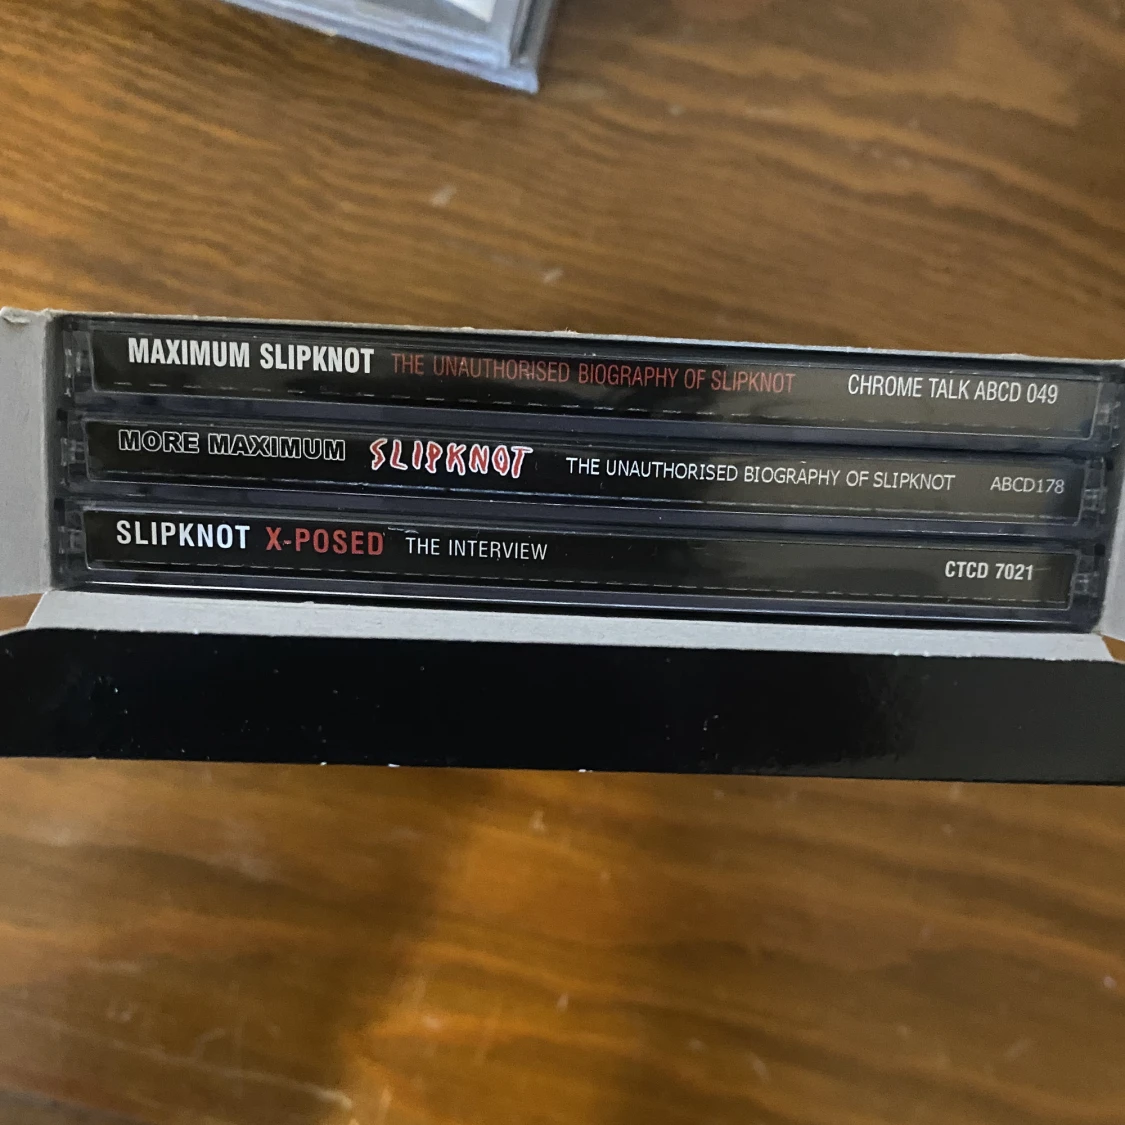 MAXIMUM SLIPKNOT THE UNAUTHORISED BIOGRAPHY OF SLIPKNOT CHROME TALK ABCD 049
MORE MAXIMUM SLIPKNOT THE UNAUTHORISED BIOGRAPHY OF SLIPKNOT ABCD178
SLIPKNOT X-POSED THE INTERVIEW CTCD 7021